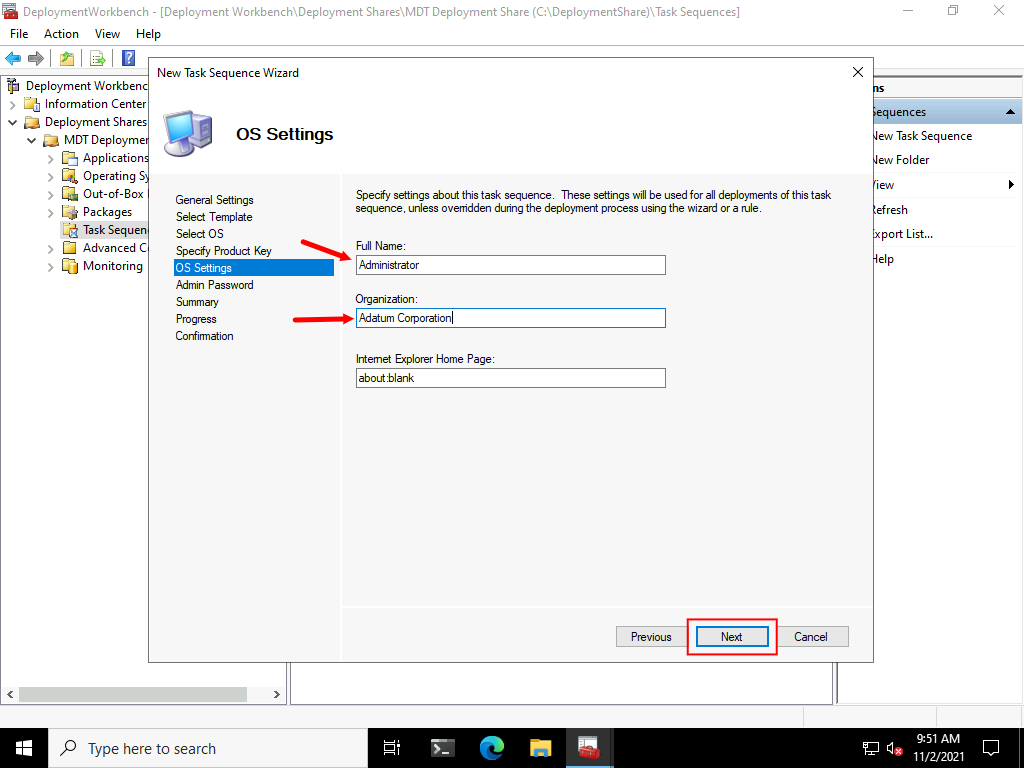 DeploymentWorkbench - [Deployment Workbench\Deployment Shares\MDT Deployment Share (C:\DeploymentShare)\Task Sequences]
File Action View Help
Deployment Workbenc
Information Center
Deployment Shares
MDT Deployme
Applications
Operating Sy
Out-of-Box
Packages
Task Sequen
Advanced C
Monitoring
New Task Sequence Wizard
OS Settings
General Settings
Select Template
Select OS
Specify Product Key
OS Settings
Admin Password
Summary
Progress
Confirmation
Specify settings about this task sequence. These settings will be used for all deployments of this task
sequence, unless overridden during the deployment process using the wizard or a rule.
Full Name:
Administrator
Organization:
Adatum Corporation
Internet Explorer Home Page:
about:blank
Previous Next Cancel
ns
Sequences
New Task Sequence
New Folder
View
Refresh
Export List...
Help
Type here to search
9:51 AM
11/2/2021